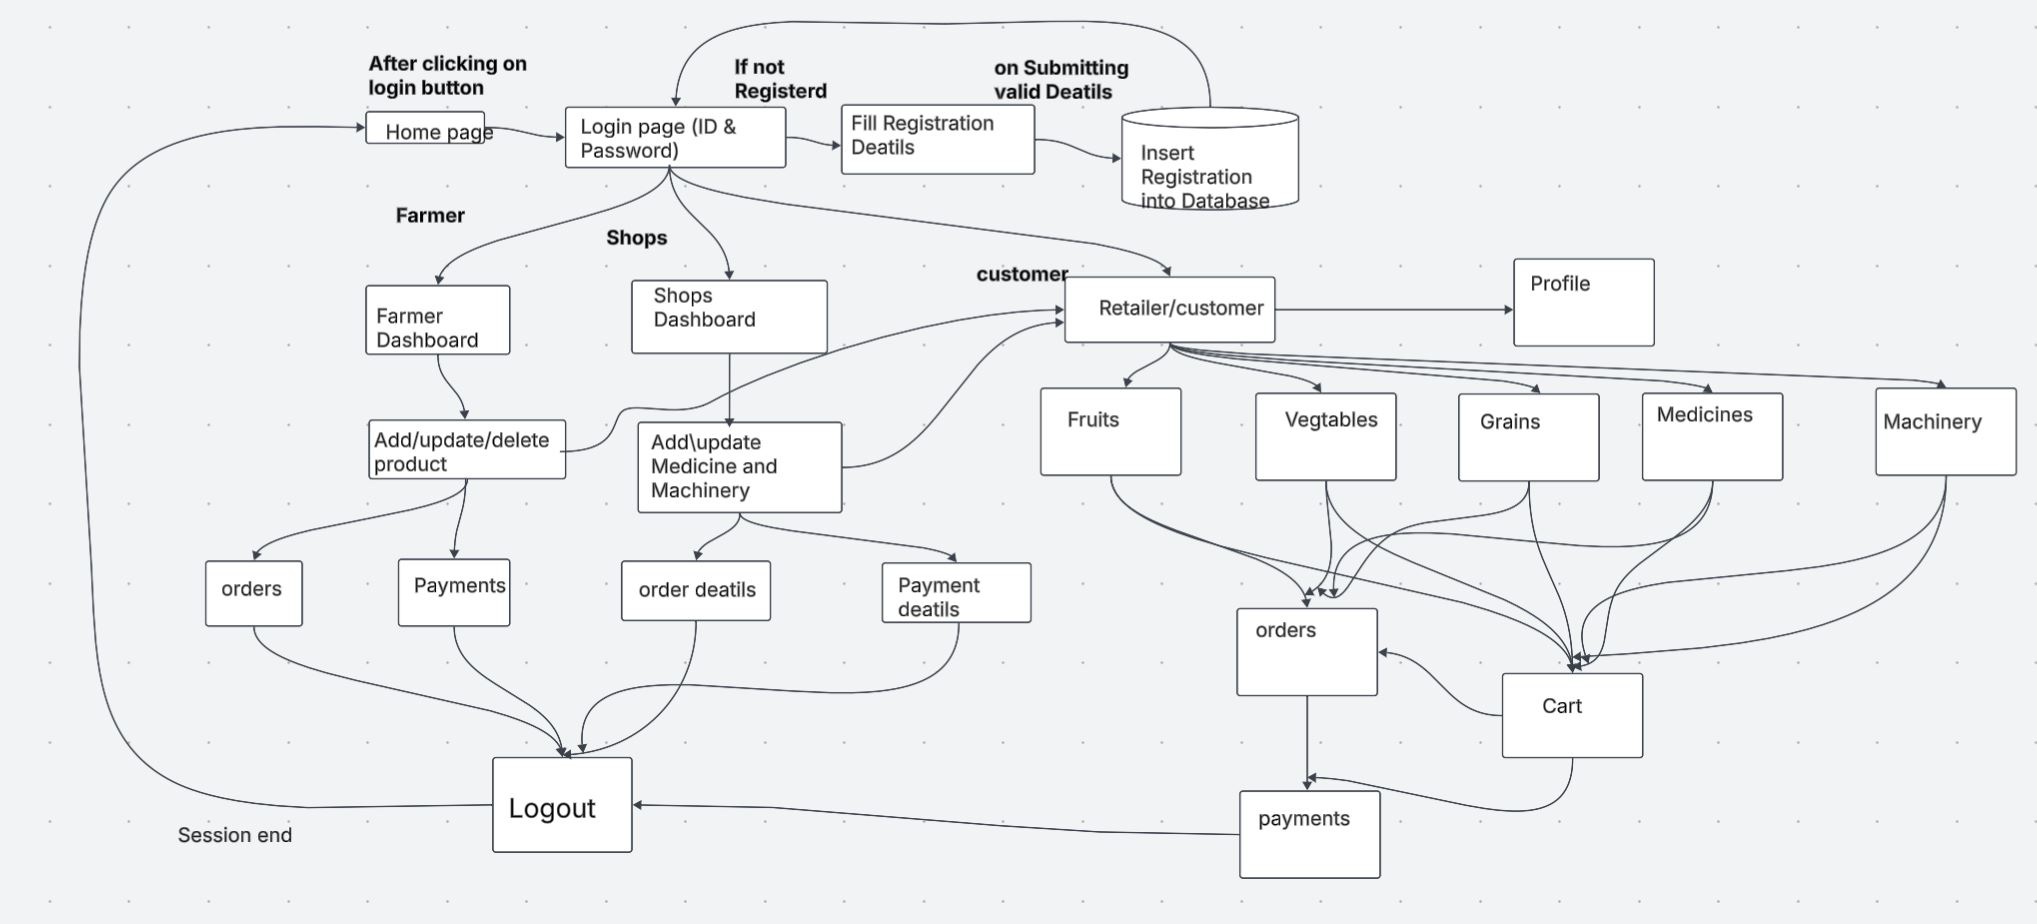 After clicking on
login button
If not
Registerd
on Submitting
valid Deatils
Home page
Login page (ID &
Password)
Fill Registration
Deatils
Insert
Registration
into Database
Farmer
Shops
customer
Farmer
Dashboard
Shops
Dashboard
Retailer/customer
Profile
Add/update/delete
product
Add\update
Medicine and
Machinery
Fruits
Vegtables
Grains
Medicines
Machinery
orders
Payments
order deatils
Payment
deatils
orders
Cart
Logout
payments
Session end